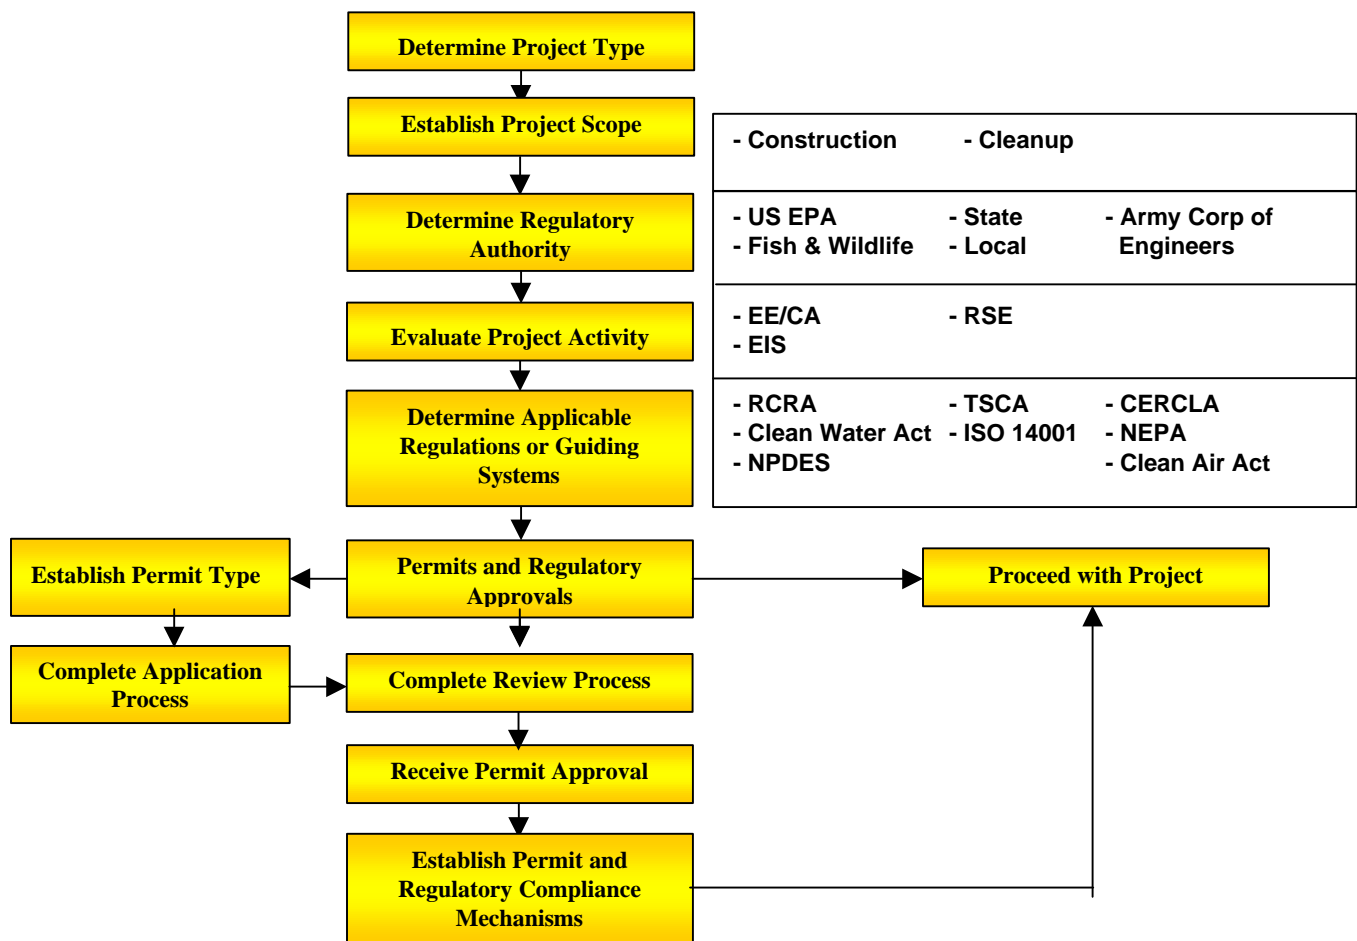 Determine Project Type
Establish Project Scope
- Construction - Cleanup
Determine Regulatory
Authority
- US EPA - State - Army Corp of
- Fish & Wildlife - Local Engineers
Evaluate Project Activity
- EE/CA - RSE
- EIS
Determine Applicable
Regulations or Guiding
Systems
- RCRA - TSCA - CERCLA
- Clean Water Act - ISO 14001 - NEPA
- NPDES - Clean Air Act
Establish Permit Type
Permits and Regulatory
Approvals
Proceed with Project
Complete Application
Process
Complete Review Process
Receive Permit Approval
Establish Permit and
Regulatory Compliance
Mechanisms